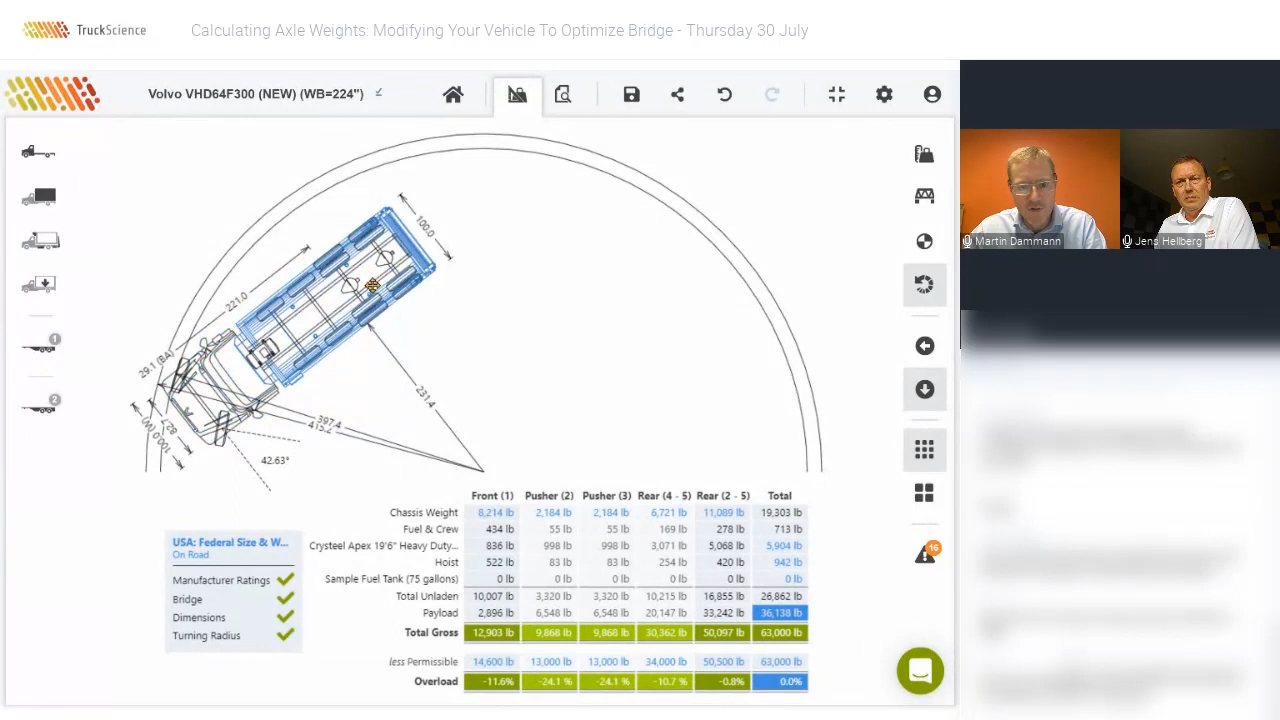 TruckScience
Calculating Axle Weights: Modifying Your Vehicle To Optimize Bridge - Thursday 30 July
Volvo VHD64F300 (NEW) (WB=224")
1
2
100.0
221.0
29.1 (BA)
82.7
100.0 (W)
397.4
231.4
42.63°
16
Martin Dammann
Jens Hellberg
USA: Federal Size & W...
On Road
Manufacturer Ratings
Bridge
Dimensions
Turning Radius
Front (1) Pusher (2) Pusher (3) Rear (4 - 5) Rear (2 - 5) Total
Chassis Weight 8,214 lb 2,184 lb 2,184 lb 6,721 lb 11,089 lb 19,303 lb
Fuel & Crew 434 lb 55 lb 55 lb 169 lb 278 lb 713 lb
Crysteel Apex 19'6" Heavy Duty... 836 lb 998 lb 998 lb 3,071 lb 5,068 lb 5,904 lb
Hoist 522 lb 83 lb 83 lb 254 lb 420 lb 942 lb
Sample Fuel Tank (75 gallons) 0 lb 0 lb 0 lb 0 lb 0 lb 0 lb
Total Unladen 10,007 lb 3,320 lb 3,320 lb 10,215 lb 16,855 lb 26,862 lb
Payload 2,896 lb 6,548 lb 6,548 lb 20,147 lb 33,242 lb 36,138 lb
Total Gross 12,903 lb 9,868 lb 9,868 lb 30,362 lb 50,097 lb 63,000 lb
less Permissible 14,600 lb 13,000 lb 13,000 lb 34,000 lb 50,500 lb 63,000 lb
Overload -11.6% -24.1 % -24.1 % -10.7 % -0.8% 0.0%